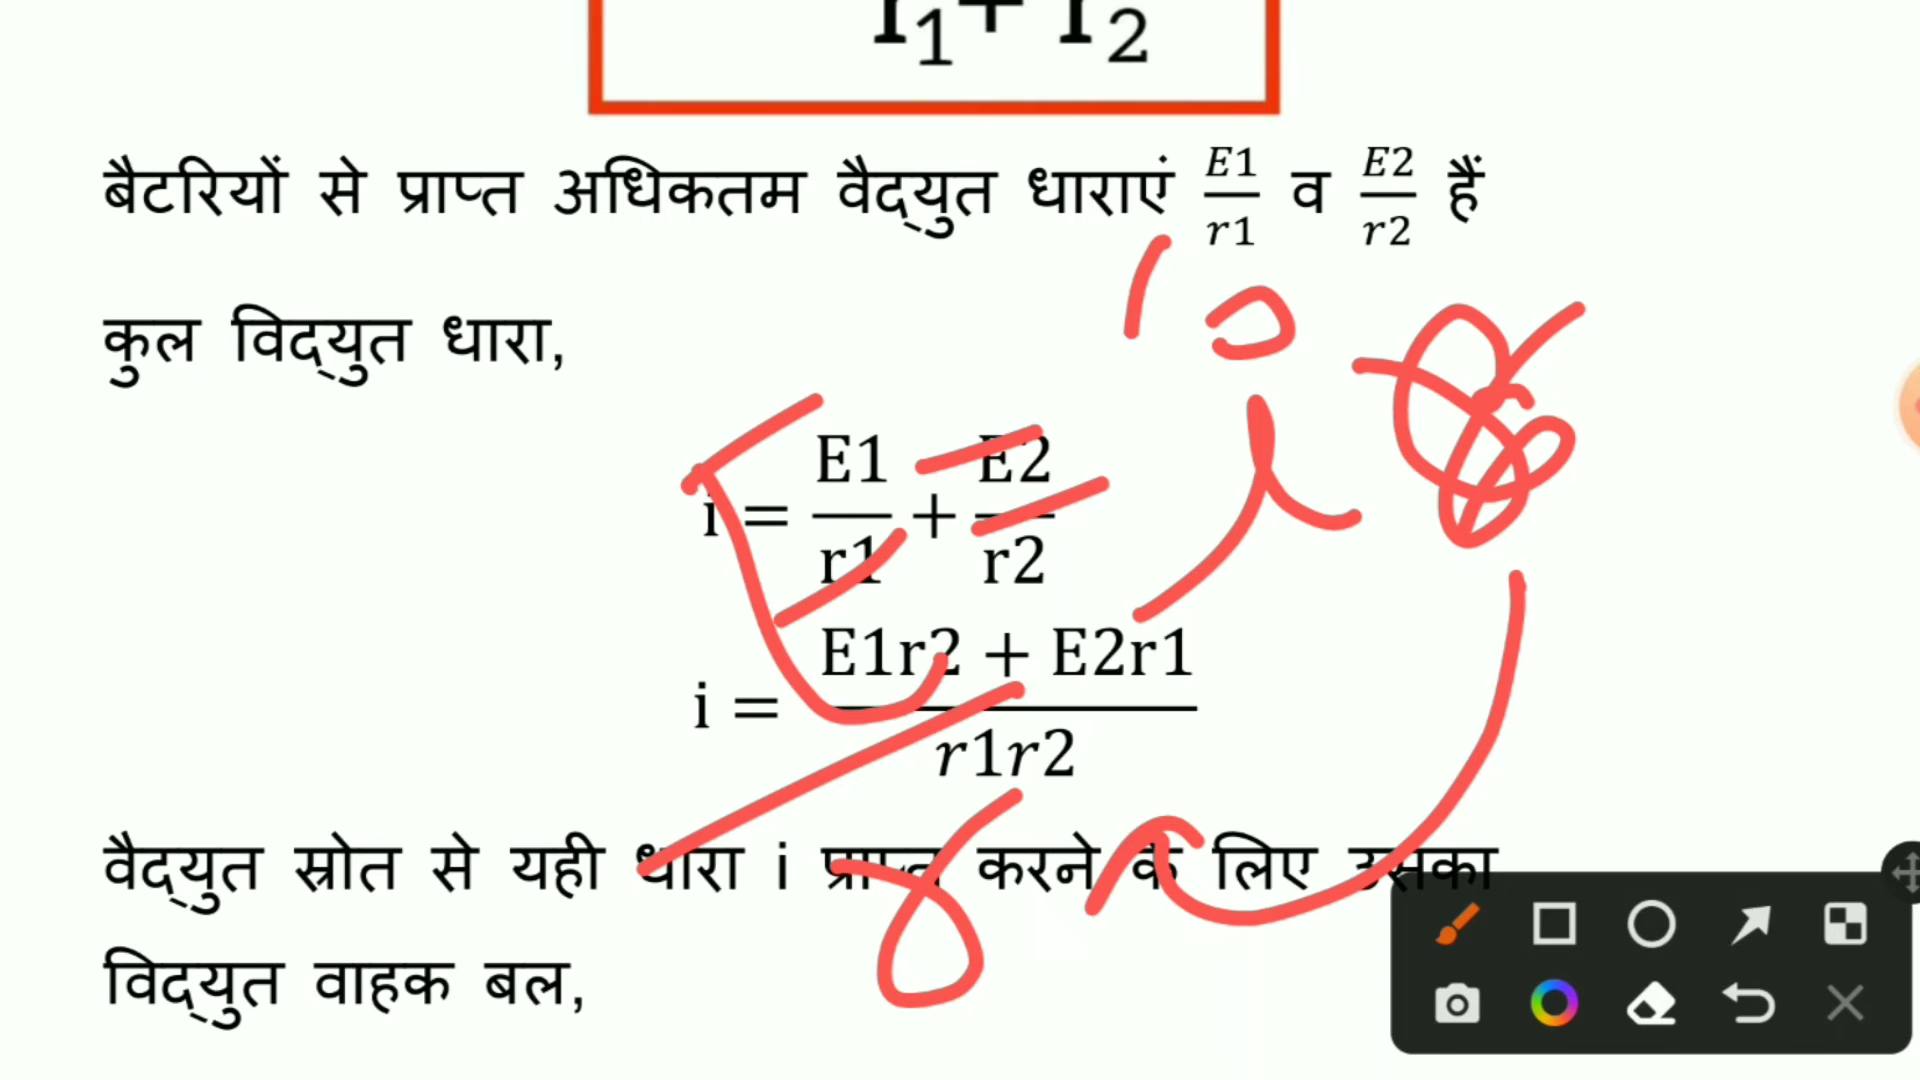 r₁+ r₂
बैटरियों से प्राप्त अधिकतम वैद्युत धाराएं E1/r1 व E2/r2 हैं
कुल विद्युत धारा,
i = E1/r1 + E2/r2
i = (E1r2 + E2r1)/r1r2
वैद्युत स्रोत से यही धारा i प्राप्त करने के लिए उसका
विद्युत वाहक बल,